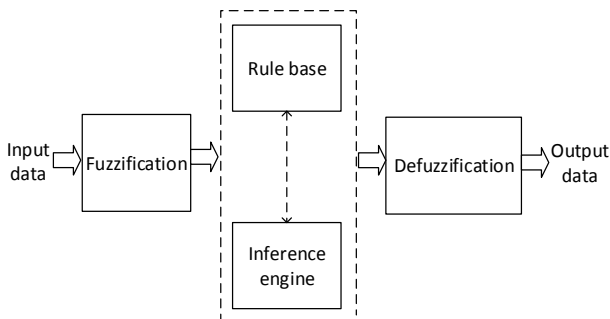 Input
data
Fuzzification
Rule base
Inference
engine
Defuzzification
Output
data